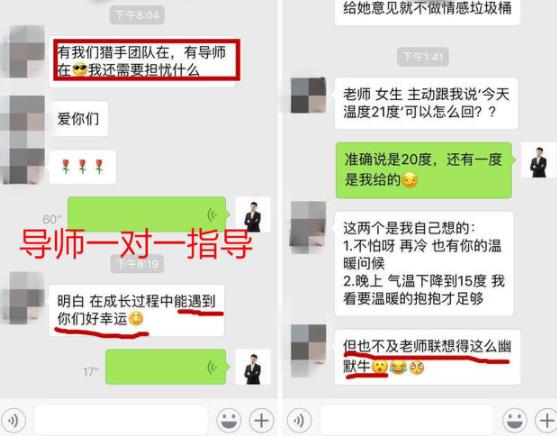 下午8:04
有我们猎手团队在，有导师
在😎我还需要担忧什么
爱你们
🌹🌹🌹
60"
导师一对一指导
下午8:19
明白 在成长过程中能遇到
你们好幸运😊
17"
给她意见就不做情感垃圾桶
下午1:41
老师 女生 主动跟我说‘今天
温度21度’可以怎么回？？
准确说是20度，还有一度
是我给的😏
这两个是我自己想的：
1.不怕呀 再冷 也有你的温
暖问候
2.晚上 气温下降到15度 我
看要温暖的抱抱才足够
但也不及老师联想得这么幽
默牛😮😂🥺